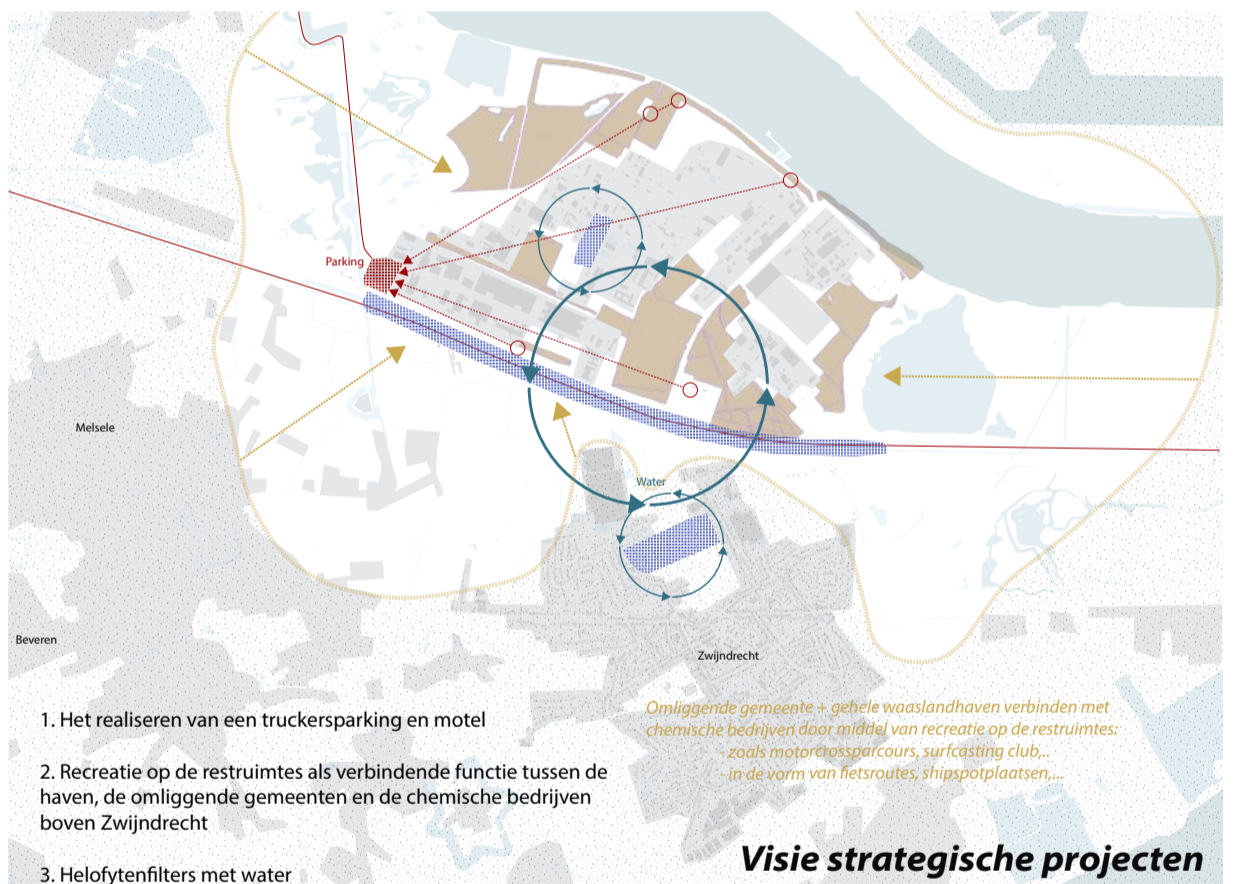 Parking
Melsele
Water
Beveren
Zwijndrecht
1. Het realiseren van een truckersparking en motel
2. Recreatie op de restruimtes als verbindende functie tussen de
haven, de omliggende gemeenten en de chemische bedrijven
boven Zwijndrecht
3. Helofytenfilters met water
Omliggende gemeente + gehele waaslandhaven verbinden met
chemische bedrijven door middel van recreatie op de restruimtes:
- zoals motorcrossparcours, surfcasting club,..
- in de vorm van fietsroutes, shipspotplaatsen,...
Visie strategische projecten